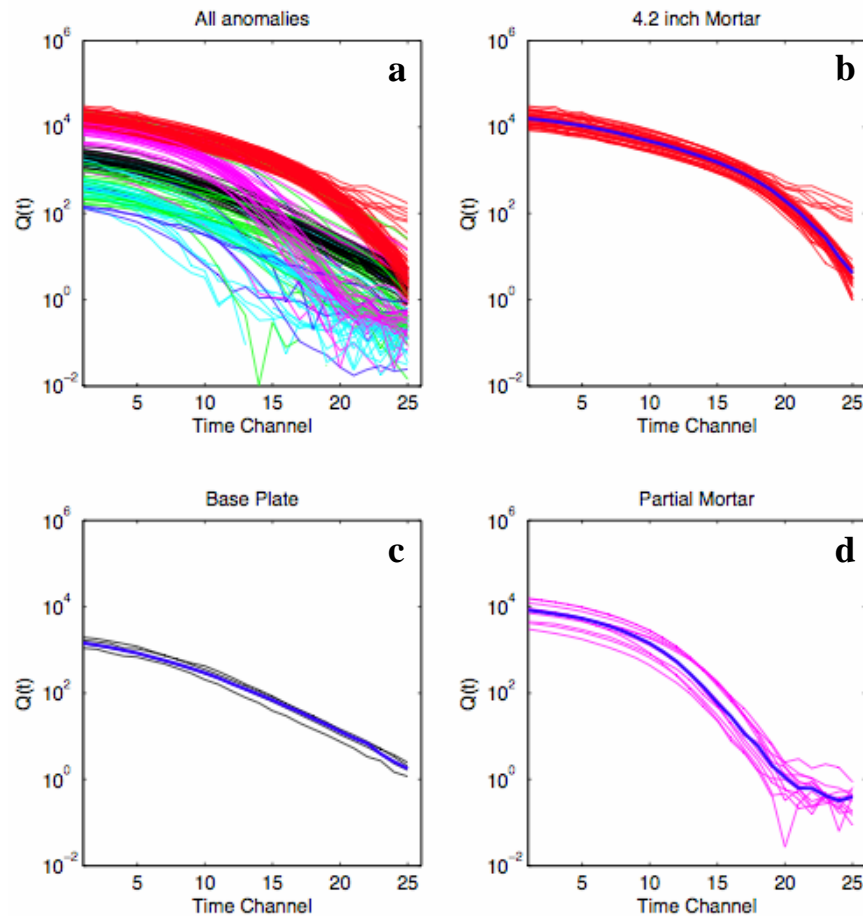 All anomalies
a
Q(t)
10^6
10^4
10^2
10^0
10^-2
5 10 15 20 25
Time Channel
4.2 inch Mortar
b
Q(t)
10^6
10^4
10^2
10^0
10^-2
5 10 15 20 25
Time Channel
Base Plate
c
Q(t)
10^6
10^4
10^2
10^0
10^-2
5 10 15 20 25
Time Channel
Partial Mortar
d
Q(t)
10^6
10^4
10^2
10^0
10^-2
5 10 15 20 25
Time Channel